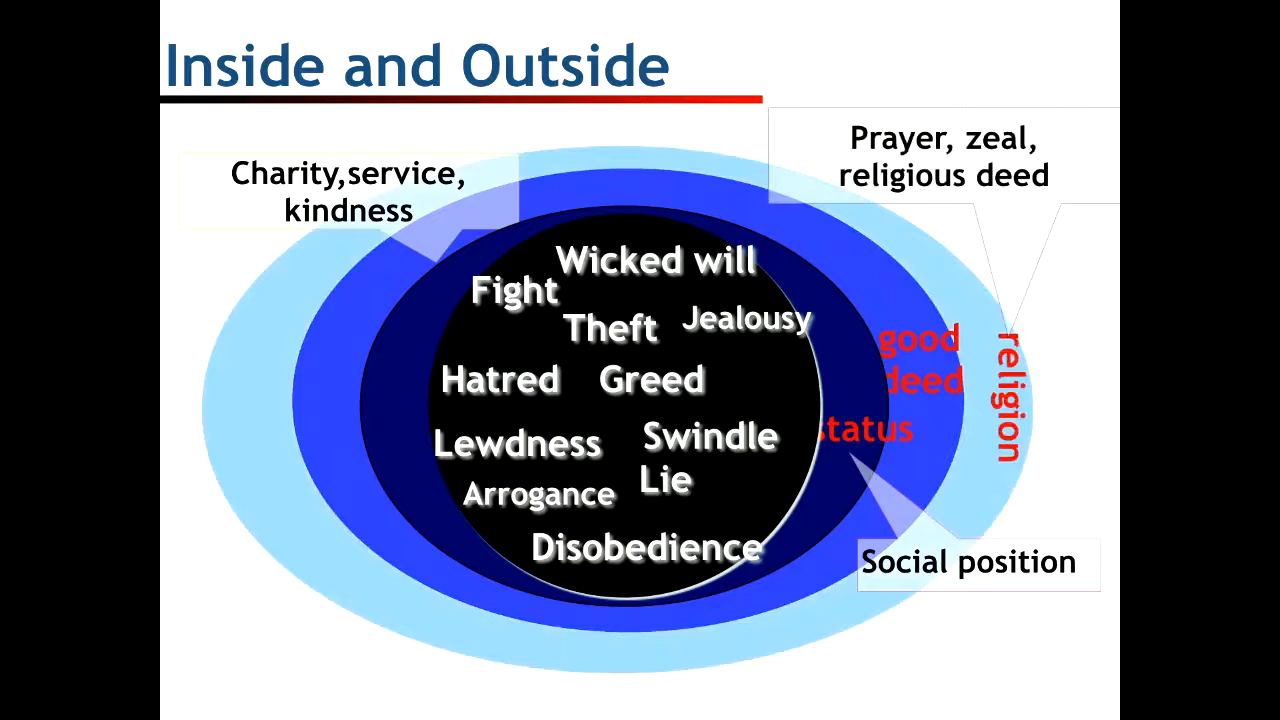 Inside and Outside
Prayer, zeal,
religious deed
Charity,service,
kindness
Wicked will
Fight
Theft
Jealousy
Hatred
Greed
Lewdness
Swindle
Lie
Arrogance
Disobedience
good
deed
status
religion
Social position